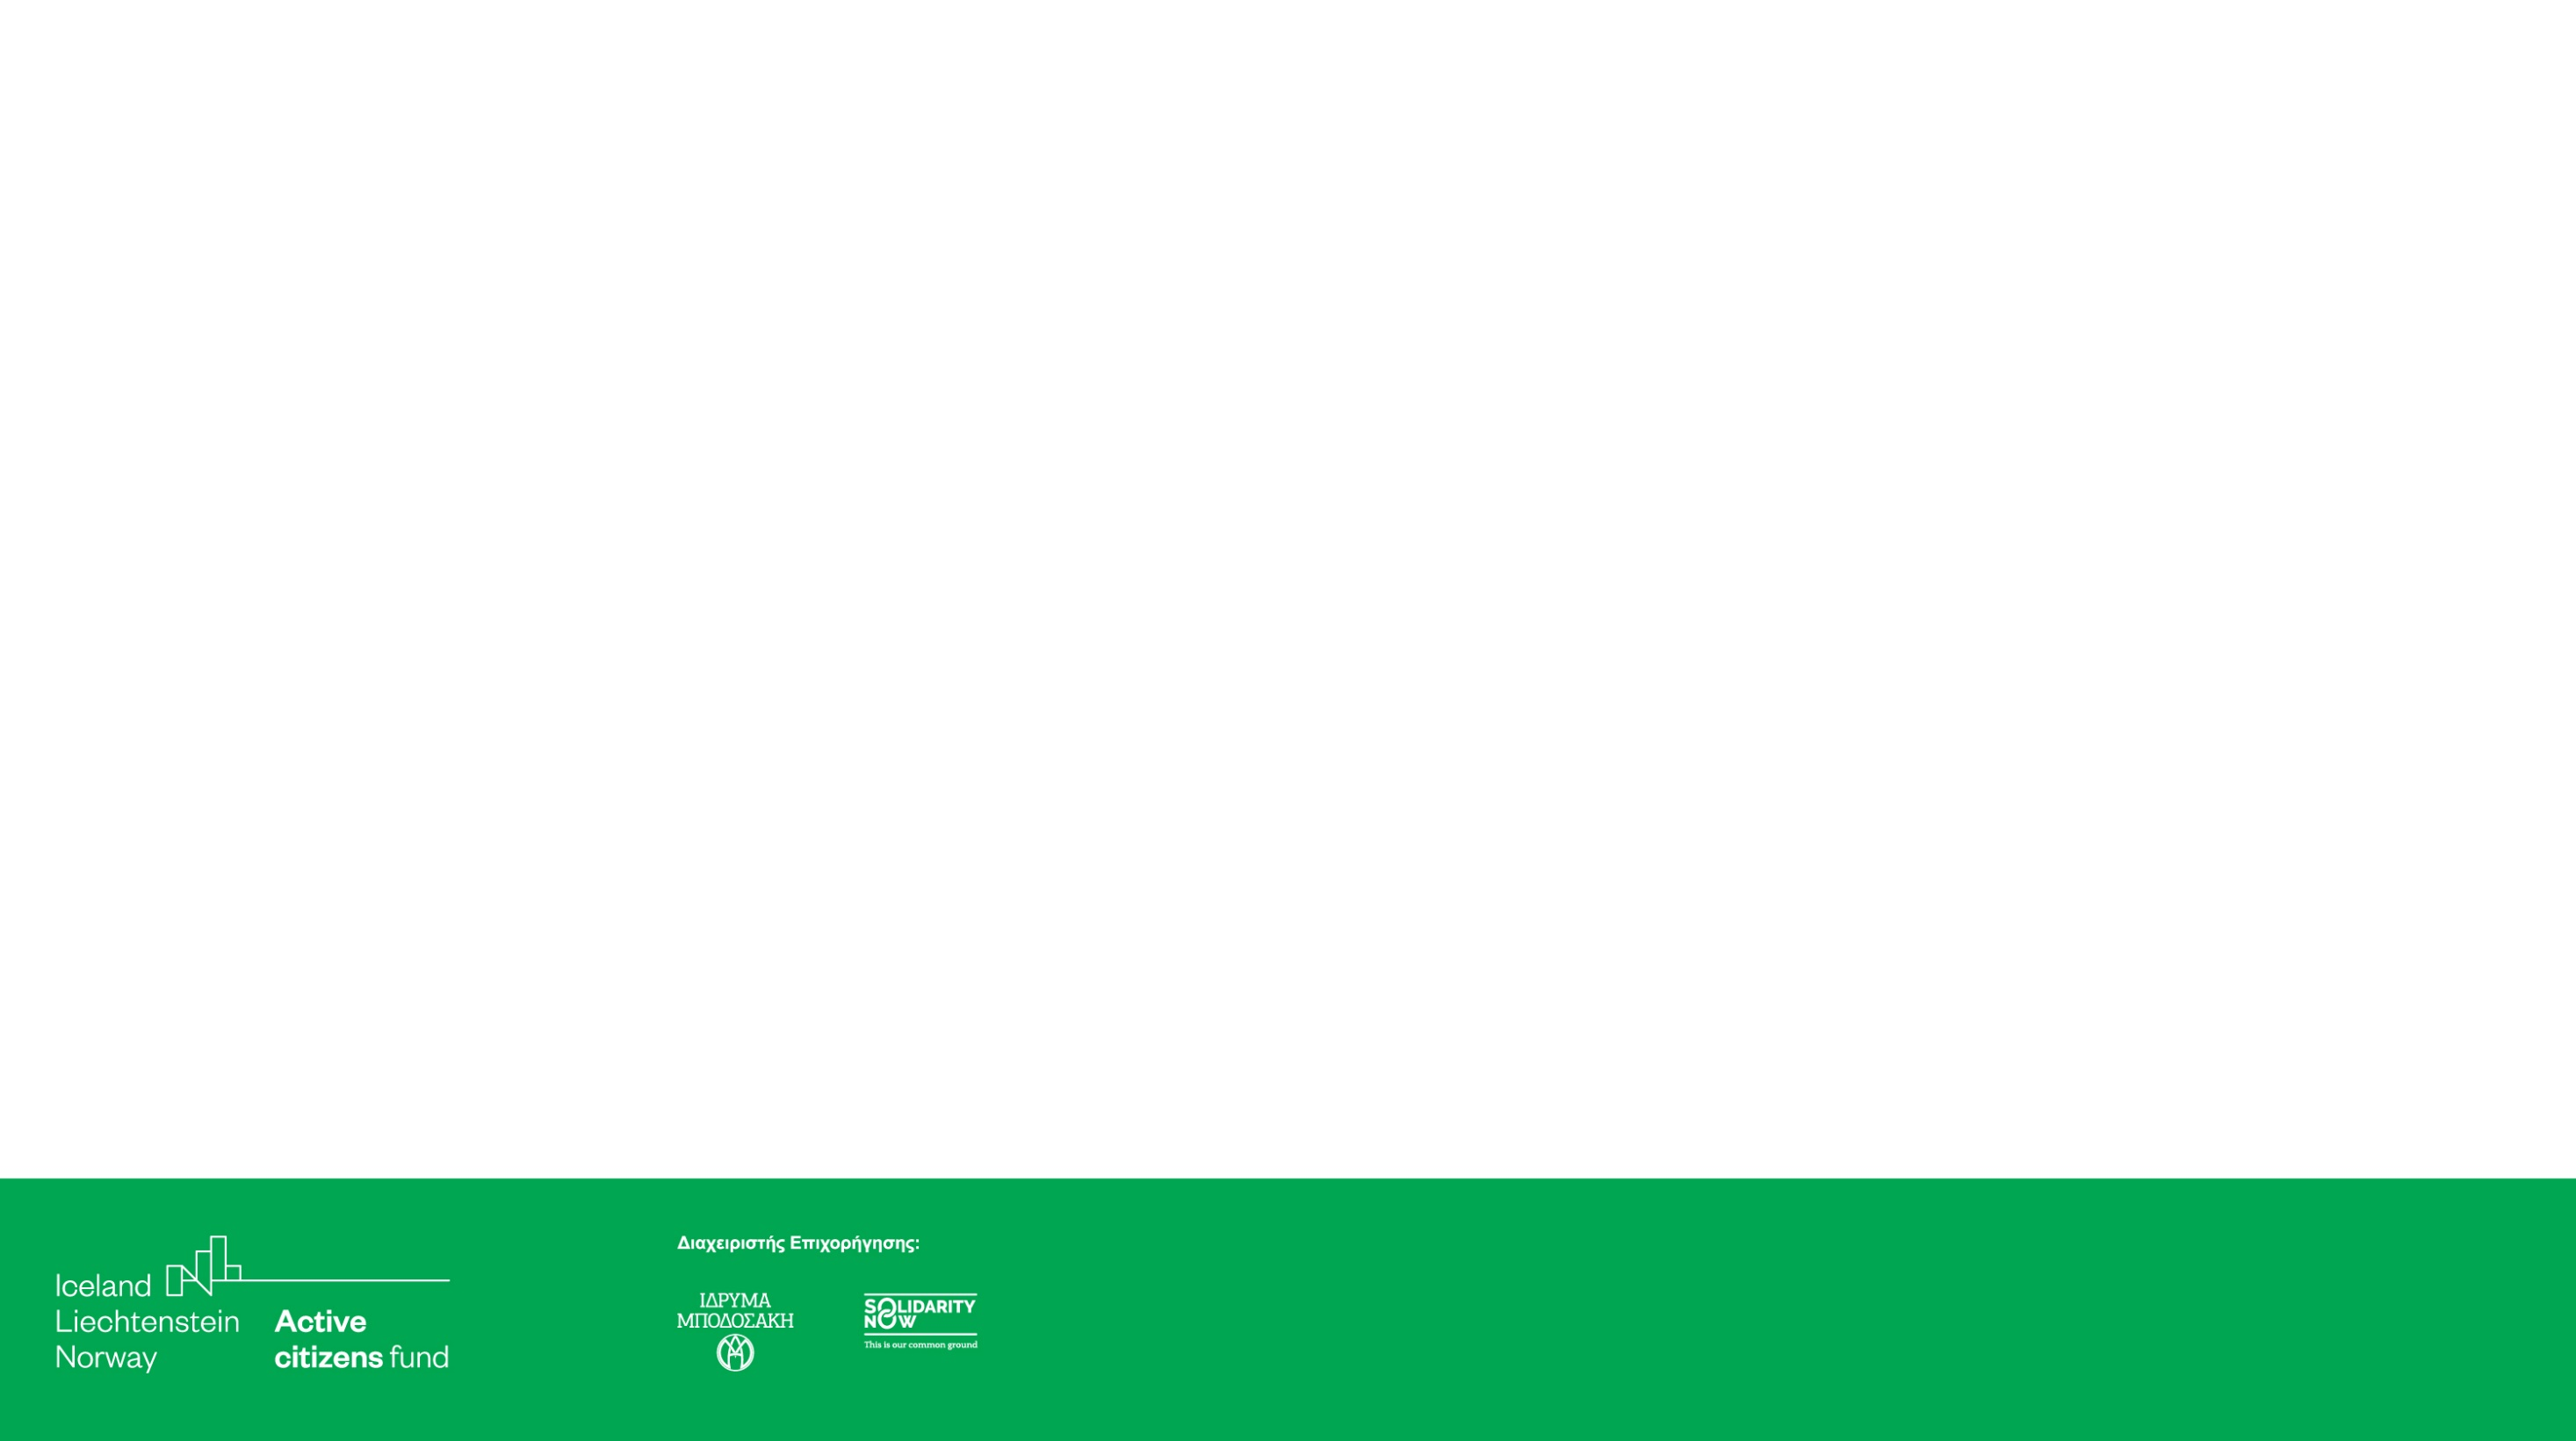 Iceland
Liechtenstein
Norway
Active
citizens fund
Διαχειριστής Επιχορήγησης:
ΙΔΡΥΜΑ
ΜΠΟΔΟΣΑΚΗ
SOLIDARITY
NOW
This is our common ground